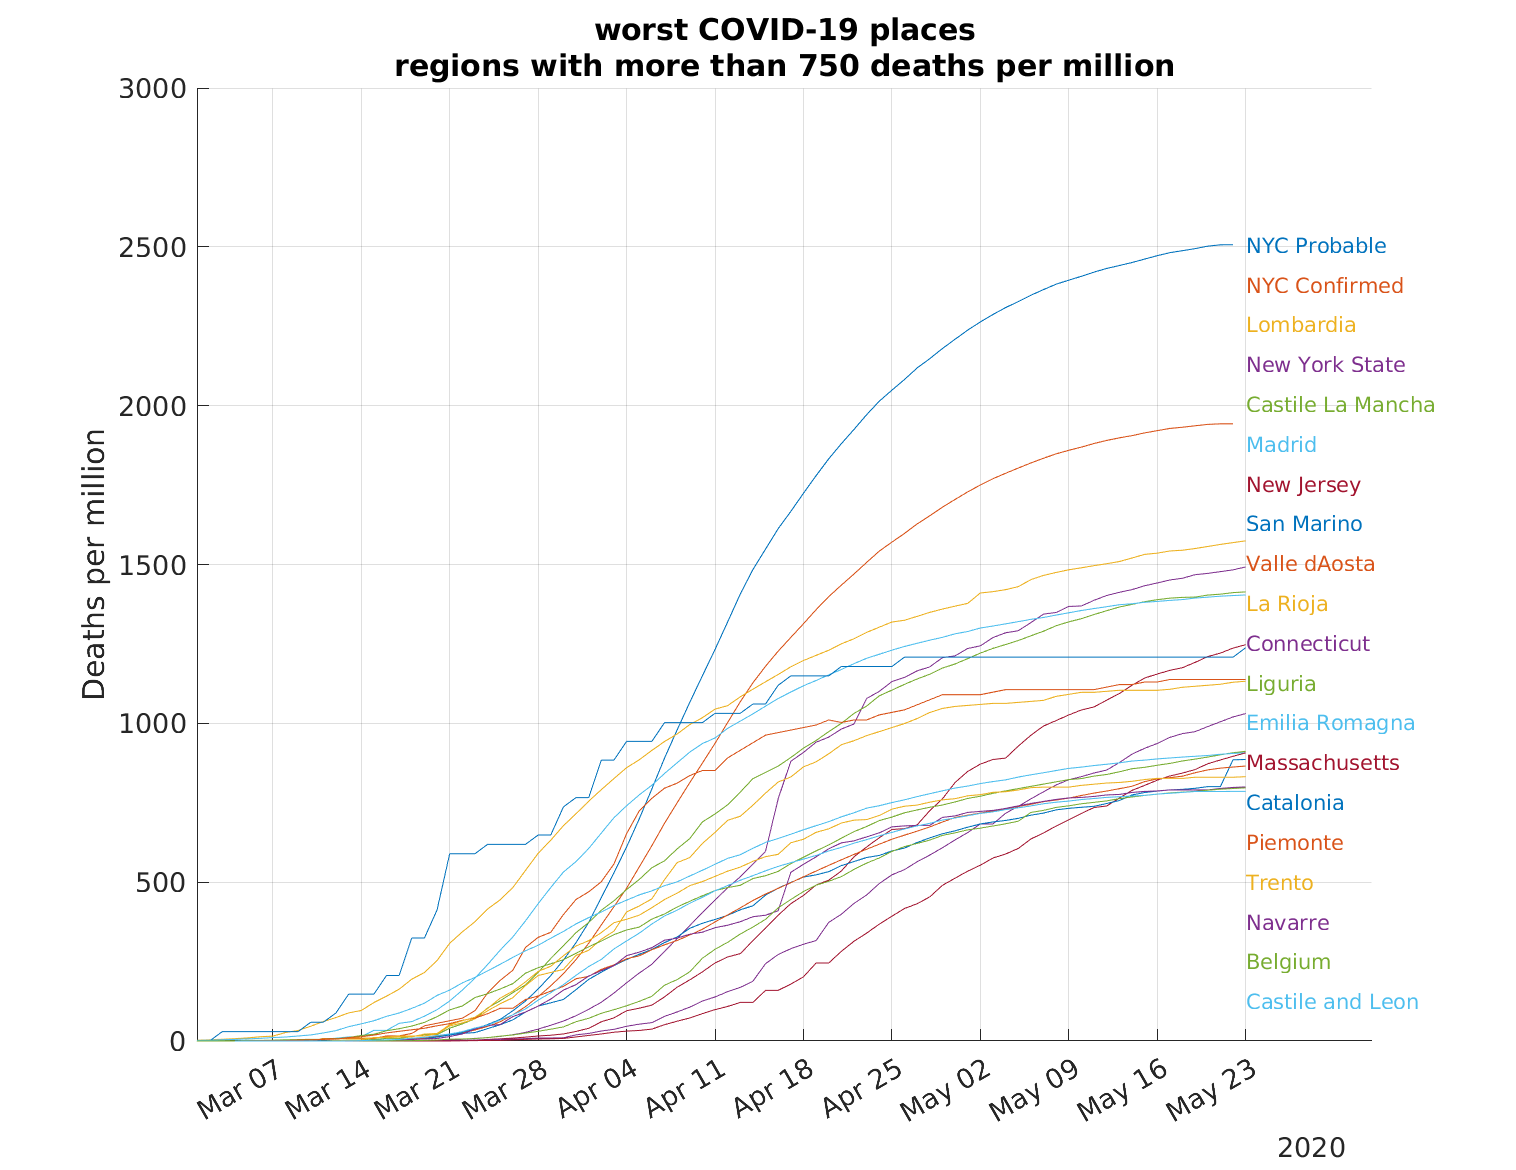 worst COVID-19 places
regions with more than 750 deaths per million
Deaths per million
3000
2500
2000
1500
1000
500
0
NYC Probable
NYC Confirmed
Lombardia
New York State
Castile La Mancha
Madrid
New Jersey
San Marino
Valle dAosta
La Rioja
Connecticut
Liguria
Emilia Romagna
Massachusetts
Catalonia
Piemonte
Trento
Navarre
Belgium
Castile and Leon
Mar 07
Mar 14
Mar 21
Mar 28
Apr 04
Apr 11
Apr 18
Apr 25
May 02
May 09
May 16
May 23
2020